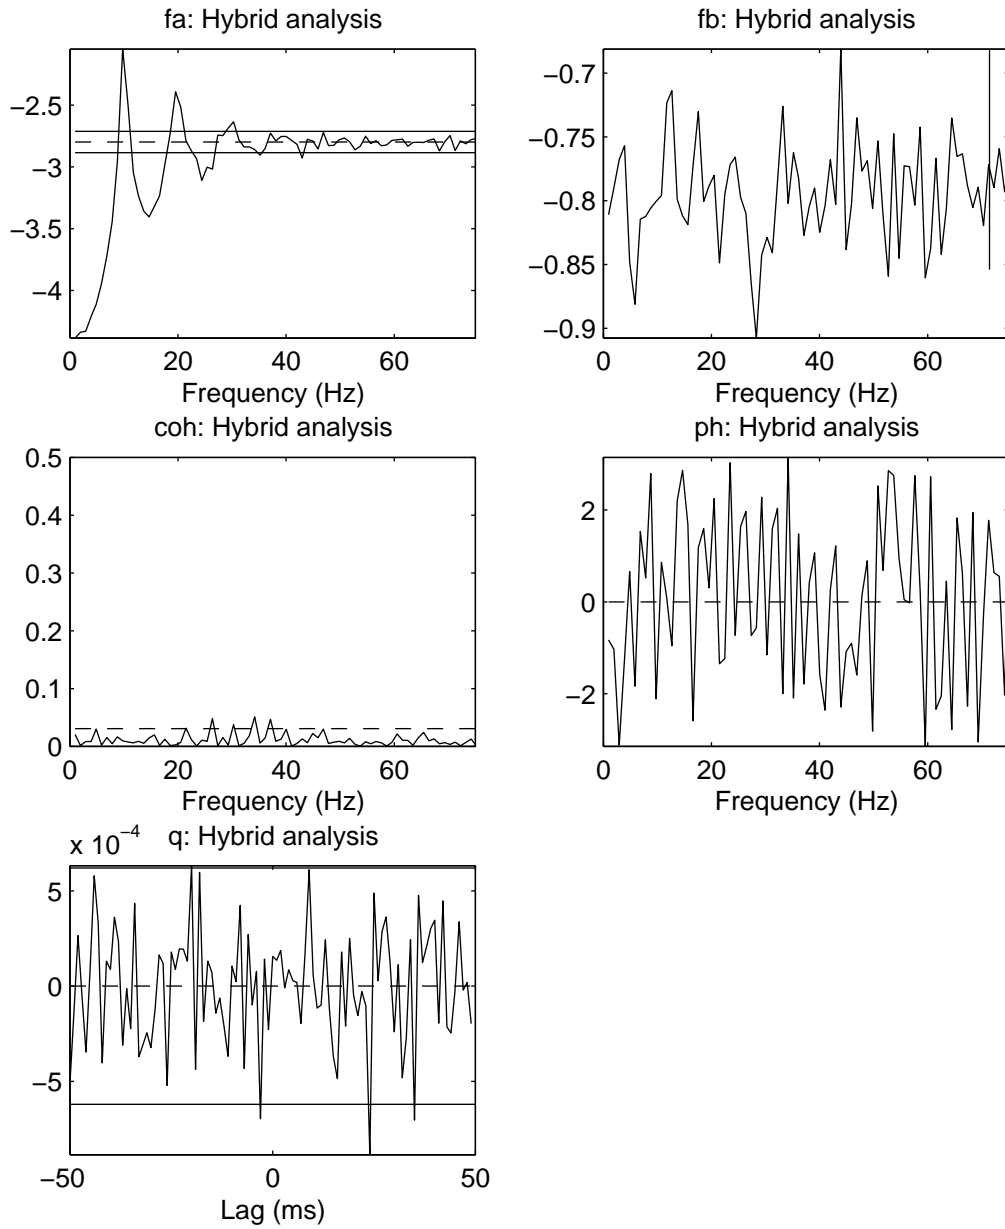 fa: Hybrid analysis
−2.5
−3
−3.5
−4
0 20 40 60
Frequency (Hz)
fb: Hybrid analysis
−0.7
−0.75
−0.8
−0.85
−0.9
0 20 40 60
Frequency (Hz)
coh: Hybrid analysis
0.5
0.4
0.3
0.2
0.1
0
0 20 40 60
Frequency (Hz)
ph: Hybrid analysis
2
0
−2
0 20 40 60
Frequency (Hz)
x 10^−4 q: Hybrid analysis
5
0
−5
−50 0 50
Lag (ms)